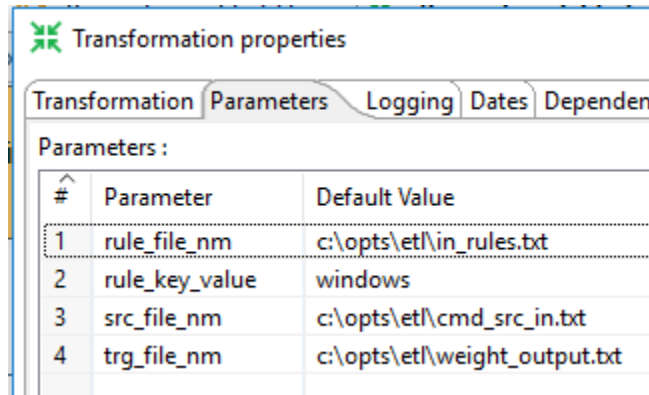 Transformation properties
Transformation Parameters Logging Dates Dependen
Parameters :
# Parameter Default Value
1 rule_file_nm c:\opts\etl\in_rules.txt
2 rule_key_value windows
3 src_file_nm c:\opts\etl\cmd_src_in.txt
4 trg_file_nm c:\opts\etl\weight_output.txt